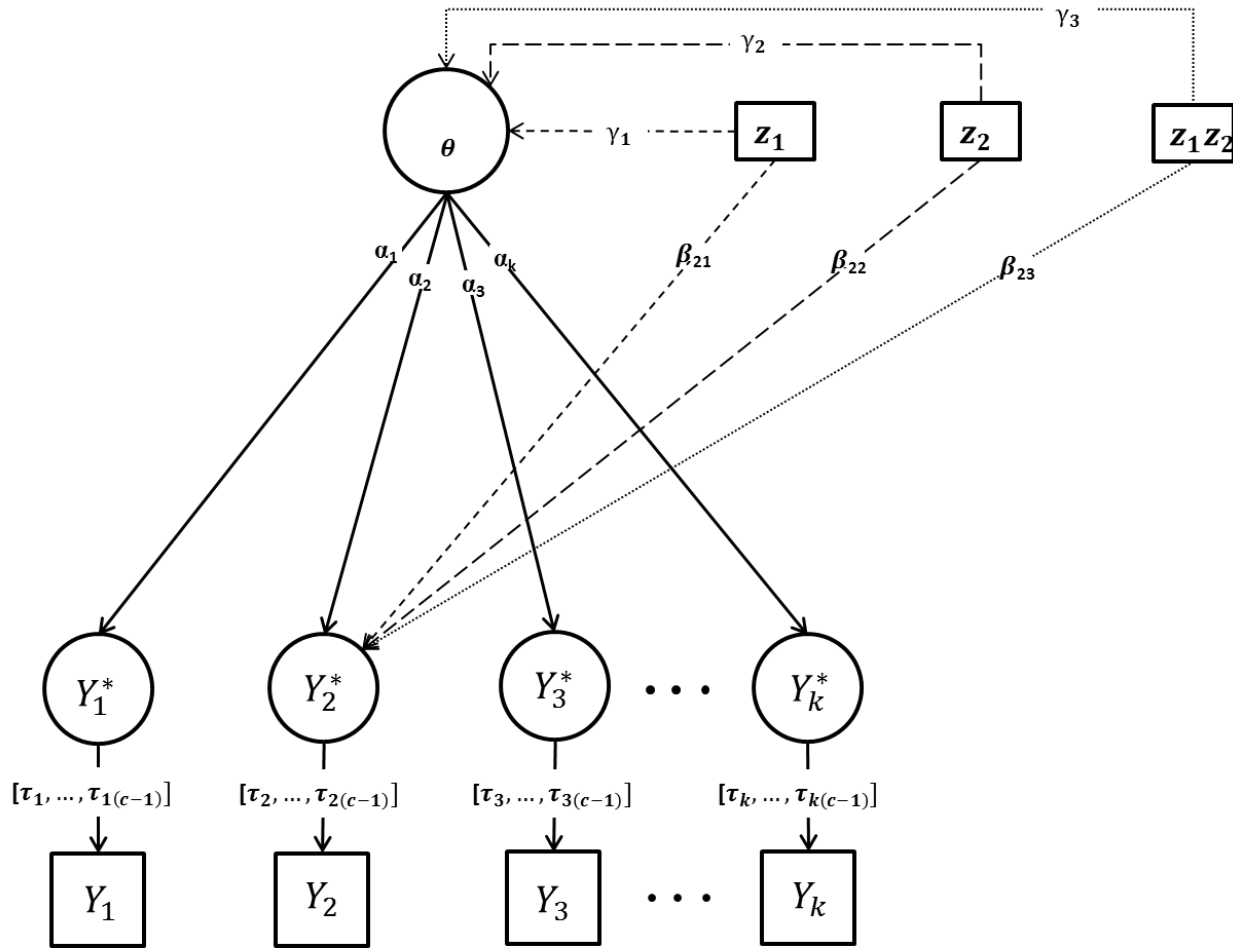 γ₃
γ₂
γ₁
θ
z₁
z₂
z₁z₂
α₁
α₂
α₃
αₖ
β₂₁
β₂₂
β₂₃
Y₁*
Y₂*
Y₃*
• • •
Yₖ*
[τ₁, …, τ₁₍c₋₁₎]
[τ₂, …, τ₂₍c₋₁₎]
[τ₃, …, τ₃₍c₋₁₎]
[τₖ, …, τₖ₍c₋₁₎]
Y₁
Y₂
Y₃
• • •
Yₖ